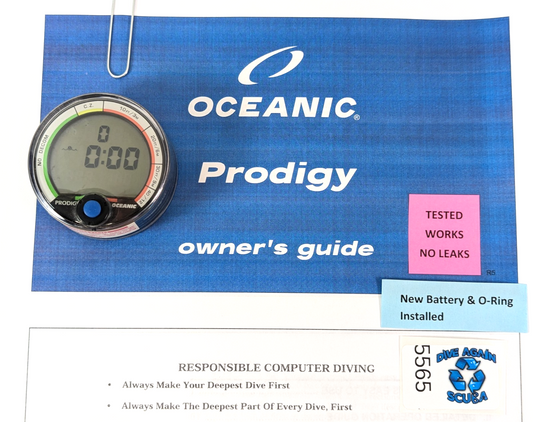 OCEANIC®
Prodigy
owner's guide
85
0
0:00
PRODIGY
OCEANIC
TESTED
WORKS
NO LEAKS
New Battery & O-Ring
Installed
RESPONSIBLE COMPUTER DIVING
• Always Make Your Deepest Dive First
• Always Make The Deepest Part Of Every Dive, First
5565
DIVE AGAIN
SCUBA